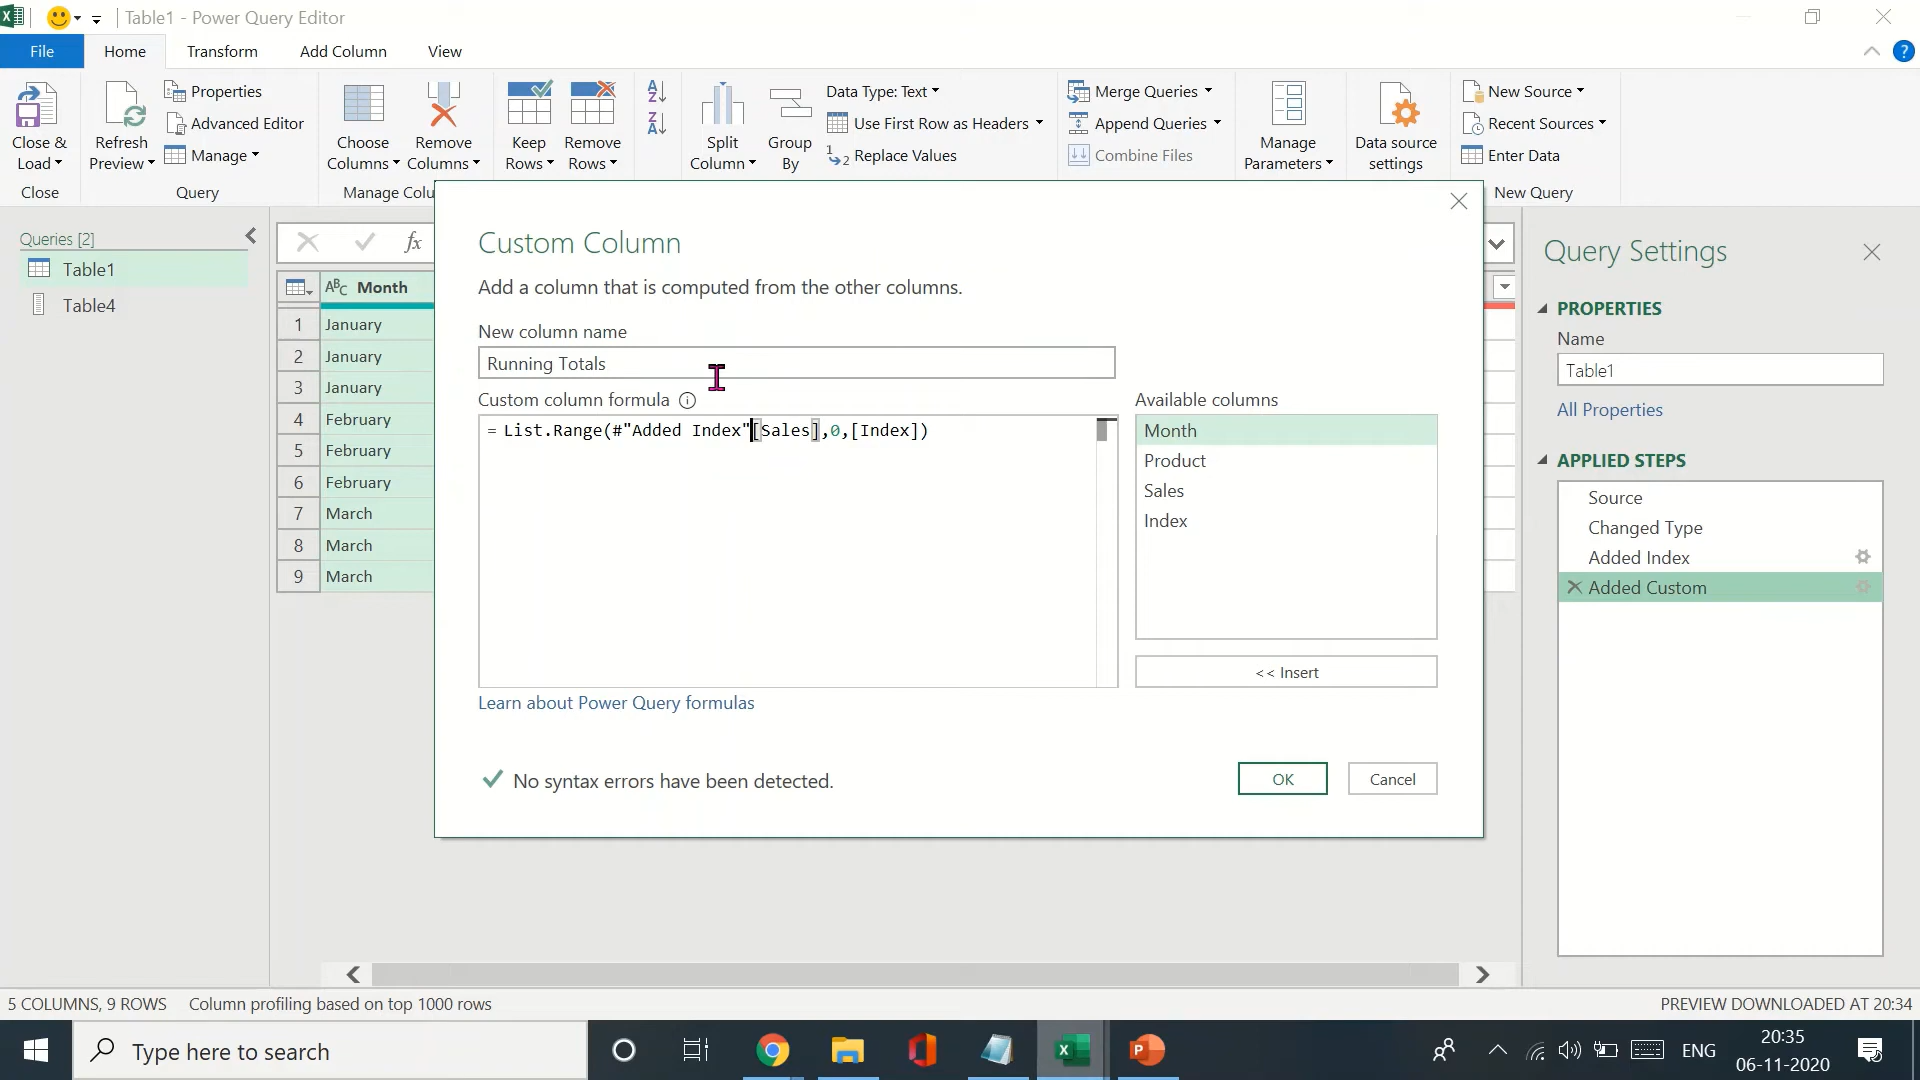 Table1 - Power Query Editor
File
Home
Transform
Add Column
View
Close &
Load
Close
Refresh
Preview
Properties
Advanced Editor
Manage
Query
Choose
Columns
Remove
Columns
Manage Colu
Keep
Rows
Remove
Rows
A
Z
Z
A
Split
Column
Group
By
Data Type: Text
Use First Row as Headers
1
2
Replace Values
Merge Queries
Append Queries
Combine Files
Manage
Parameters
Data source
settings
New Source
Recent Sources
Enter Data
New Query
?
Queries [2]
Table1
Table4
fx
ABC Month
1 January
2 January
3 January
4 February
5 February
6 February
7 March
8 March
9 March
Custom Column
Add a column that is computed from the other columns.
New column name
Running Totals
Custom column formula
= List.Range(#"Added Index"[Sales],0,[Index])
Available columns
Month
Product
Sales
Index
<< Insert
Learn about Power Query formulas
No syntax errors have been detected.
OK
Cancel
Query Settings
PROPERTIES
Name
Table1
All Properties
APPLIED STEPS
Source
Changed Type
Added Index
Added Custom
5 COLUMNS, 9 ROWS
Column profiling based on top 1000 rows
PREVIEW DOWNLOADED AT 20:34
Type here to search
ENG
20:35
06-11-2020